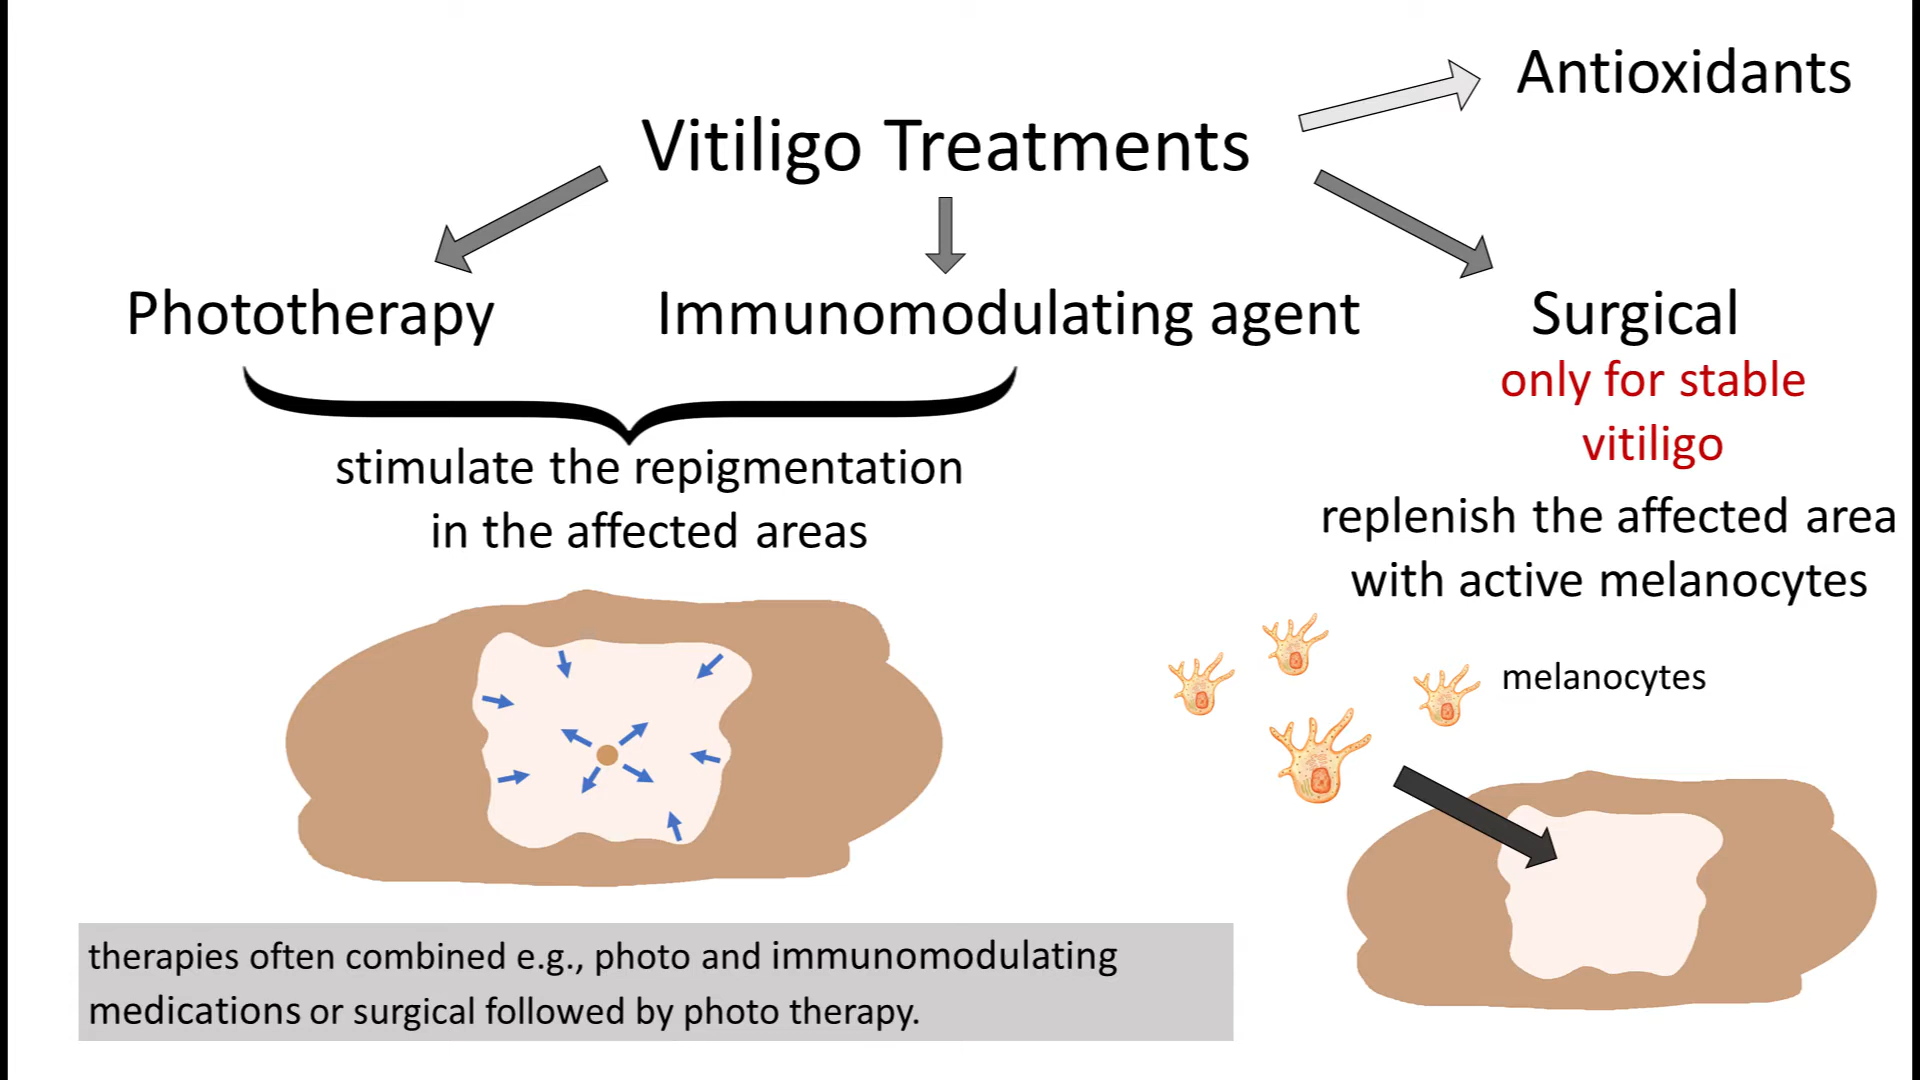 Antioxidants
Vitiligo Treatments
Phototherapy
Immunomodulating agent
Surgical
only for stable
vitiligo
stimulate the repigmentation
in the affected areas
replenish the affected area
with active melanocytes
melanocytes
therapies often combined e.g., photo and immunomodulating
medications or surgical followed by photo therapy.